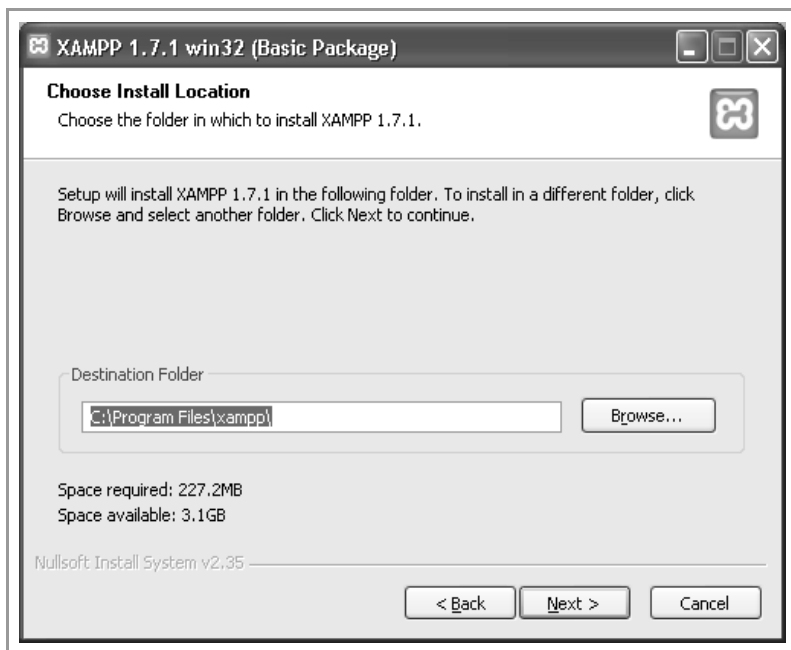 XAMPP 1.7.1 win32 (Basic Package)
Choose Install Location
Choose the folder in which to install XAMPP 1.7.1.
Setup will install XAMPP 1.7.1 in the following folder. To install in a different folder, click
Browse and select another folder. Click Next to continue.
Destination Folder
C:\Program Files\xampp\
Browse...
Space required: 227.2MB
Space available: 3.1GB
Nullsoft Install System v2.35
< Back
Next >
Cancel